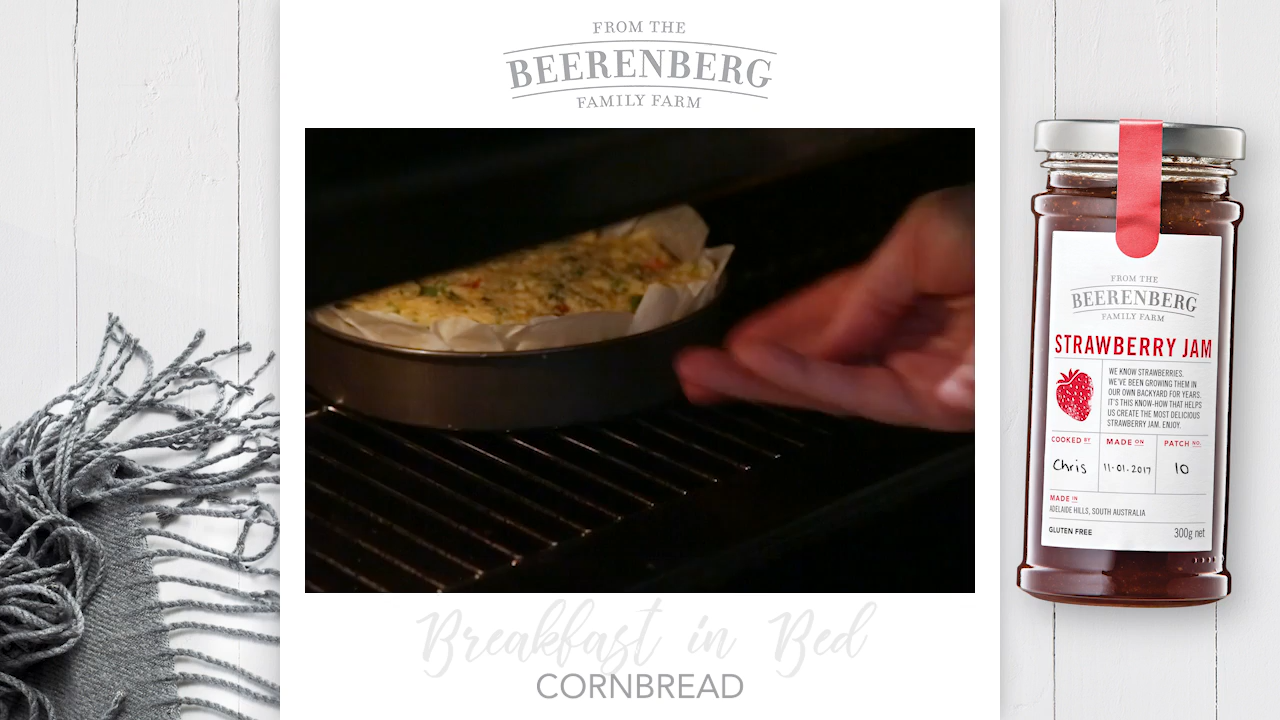 FROM THE
BEERENBERG
FAMILY FARM
Breakfast in Bed
CORNBREAD
FROM THE
BEERENBERG
FAMILY FARM
STRAWBERRY JAM
WE KNOW STRAWBERRIES.
WE'VE BEEN GROWING THEM IN
OUR OWN BACKYARD FOR YEARS.
IT'S THIS KNOW-HOW THAT HELPS
US CREATE THE MOST DELICIOUS
STRAWBERRY JAM. ENJOY.
COOKED BY MADE ON PATCH NO.
Chris 11·01·2017 10
MADE IN
ADELAIDE HILLS, SOUTH AUSTRALIA
GLUTEN FREE 300g net